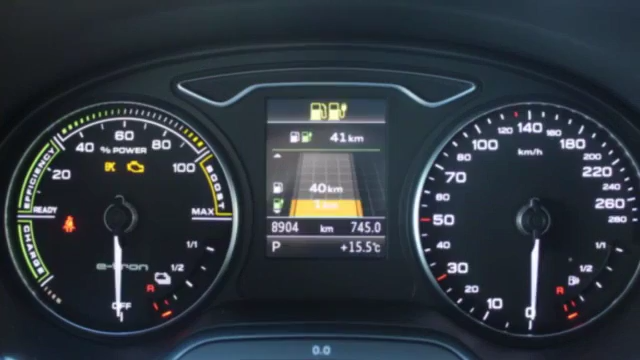 60
40 80
% POWER
20 100
EFFICIENCY
BOOST
READY MAX
CHARGE
1/1
e-tron 1/2
R
OFF
41 km
40 km
1 km
8904 km 745.0
P +15.5°C
120 140 160
100 180
80 km/h 200
70 220
240
50 260
280
30 1/1
20 1/2
10 R
0
0.0